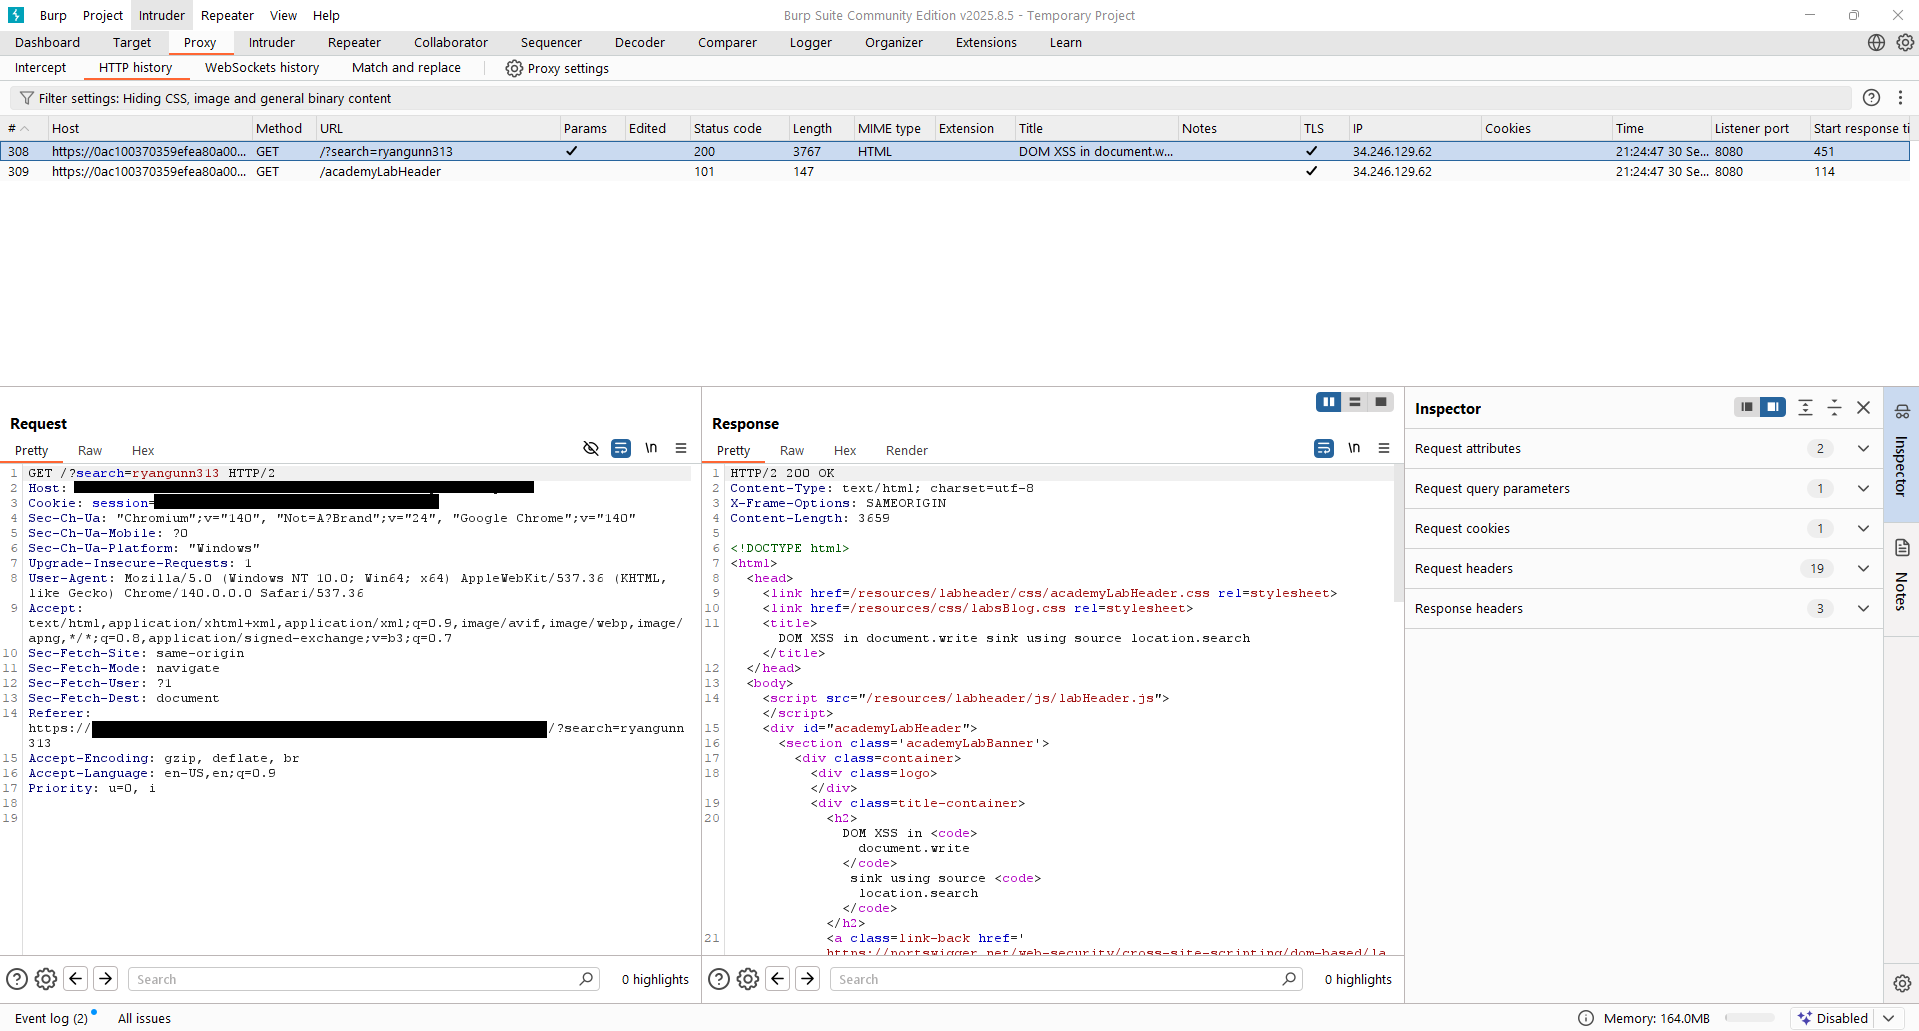 Burp Project Intruder Repeater View Help Burp Suite Community Edition v2025.8.5 - Temporary Project
Dashboard Target Proxy Intruder Repeater Collaborator Sequencer Decoder Comparer Logger Organizer Extensions Learn
Intercept HTTP history WebSockets history Match and replace Proxy settings
Filter settings: Hiding CSS, image and general binary content
# Host Method URL Params Edited Status code Length MIME type Extension Title Notes TLS IP Cookies Time Listener port Start response ti
308 https://0ac100370359efea80a00... GET /?search=ryangunn313 ✓ 200 3767 HTML DOM XSS in document.w... ✓ 34.246.129.62 21:24:47 30 Se... 8080 451
309 https://0ac100370359efea80a00... GET /academyLabHeader 101 147 ✓ 34.246.129.62 21:24:47 30 Se... 8080 114
Request
Pretty Raw Hex \n
1 GET /?search=ryangunn313 HTTP/2
2 Host:
3 Cookie: session=
4 Sec-Ch-Ua: "Chromium";v="140", "Not=A?Brand";v="24", "Google Chrome";v="140"
5 Sec-Ch-Ua-Mobile: ?0
6 Sec-Ch-Ua-Platform: "Windows"
7 Upgrade-Insecure-Requests: 1
8 User-Agent: Mozilla/5.0 (Windows NT 10.0; Win64; x64) AppleWebKit/537.36 (KHTML,
like Gecko) Chrome/140.0.0.0 Safari/537.36
9 Accept:
text/html,application/xhtml+xml,application/xml;q=0.9,image/avif,image/webp,image/
apng,*/*;q=0.8,application/signed-exchange;v=b3;q=0.7
10 Sec-Fetch-Site: same-origin
11 Sec-Fetch-Mode: navigate
12 Sec-Fetch-User: ?1
13 Sec-Fetch-Dest: document
14 Referer:
https:// /?search=ryangunn
313
15 Accept-Encoding: gzip, deflate, br
16 Accept-Language: en-US,en;q=0.9
17 Priority: u=0, i
18
19
Search 0 highlights
Response
Pretty Raw Hex Render \n
1 HTTP/2 200 OK
2 Content-Type: text/html; charset=utf-8
3 X-Frame-Options: SAMEORIGIN
4 Content-Length: 3659
5
6 <!DOCTYPE html>
7 <html>
8 <head>
9 <link href=/resources/labheader/css/academyLabHeader.css rel=stylesheet>
10 <link href=/resources/css/labsBlog.css rel=stylesheet>
11 <title>
DOM XSS in document.write sink using source location.search
</title>
12 </head>
13 <body>
14 <script src="/resources/labheader/js/labHeader.js">
</script>
15 <div id="academyLabHeader">
16 <section class='academyLabBanner'>
17 <div class=container>
18 <div class=logo>
</div>
19 <div class=title-container>
20 <h2>
DOM XSS in <code>
document.write
</code>
sink using source <code>
location.search
</code>
</h2>
21 <a class=link-back href='
https://portswigger.net/web-security/cross-site-scripting/dom-based/la
Search 0 highlights
Inspector
Request attributes 2
Request query parameters 1
Request cookies 1
Request headers 19
Response headers 3
Inspector
Notes
Event log (2) All issues Memory: 164.0MB Disabled